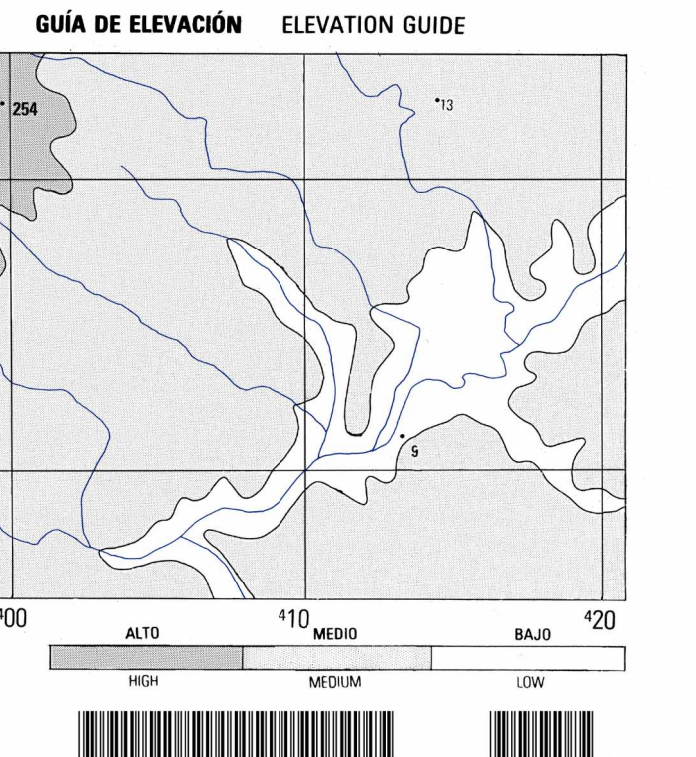 GUÍA DE ELEVACIÓN ELEVATION GUIDE
254
13
9
400 410 420
ALTO MEDIO BAJO
HIGH MEDIUM LOW